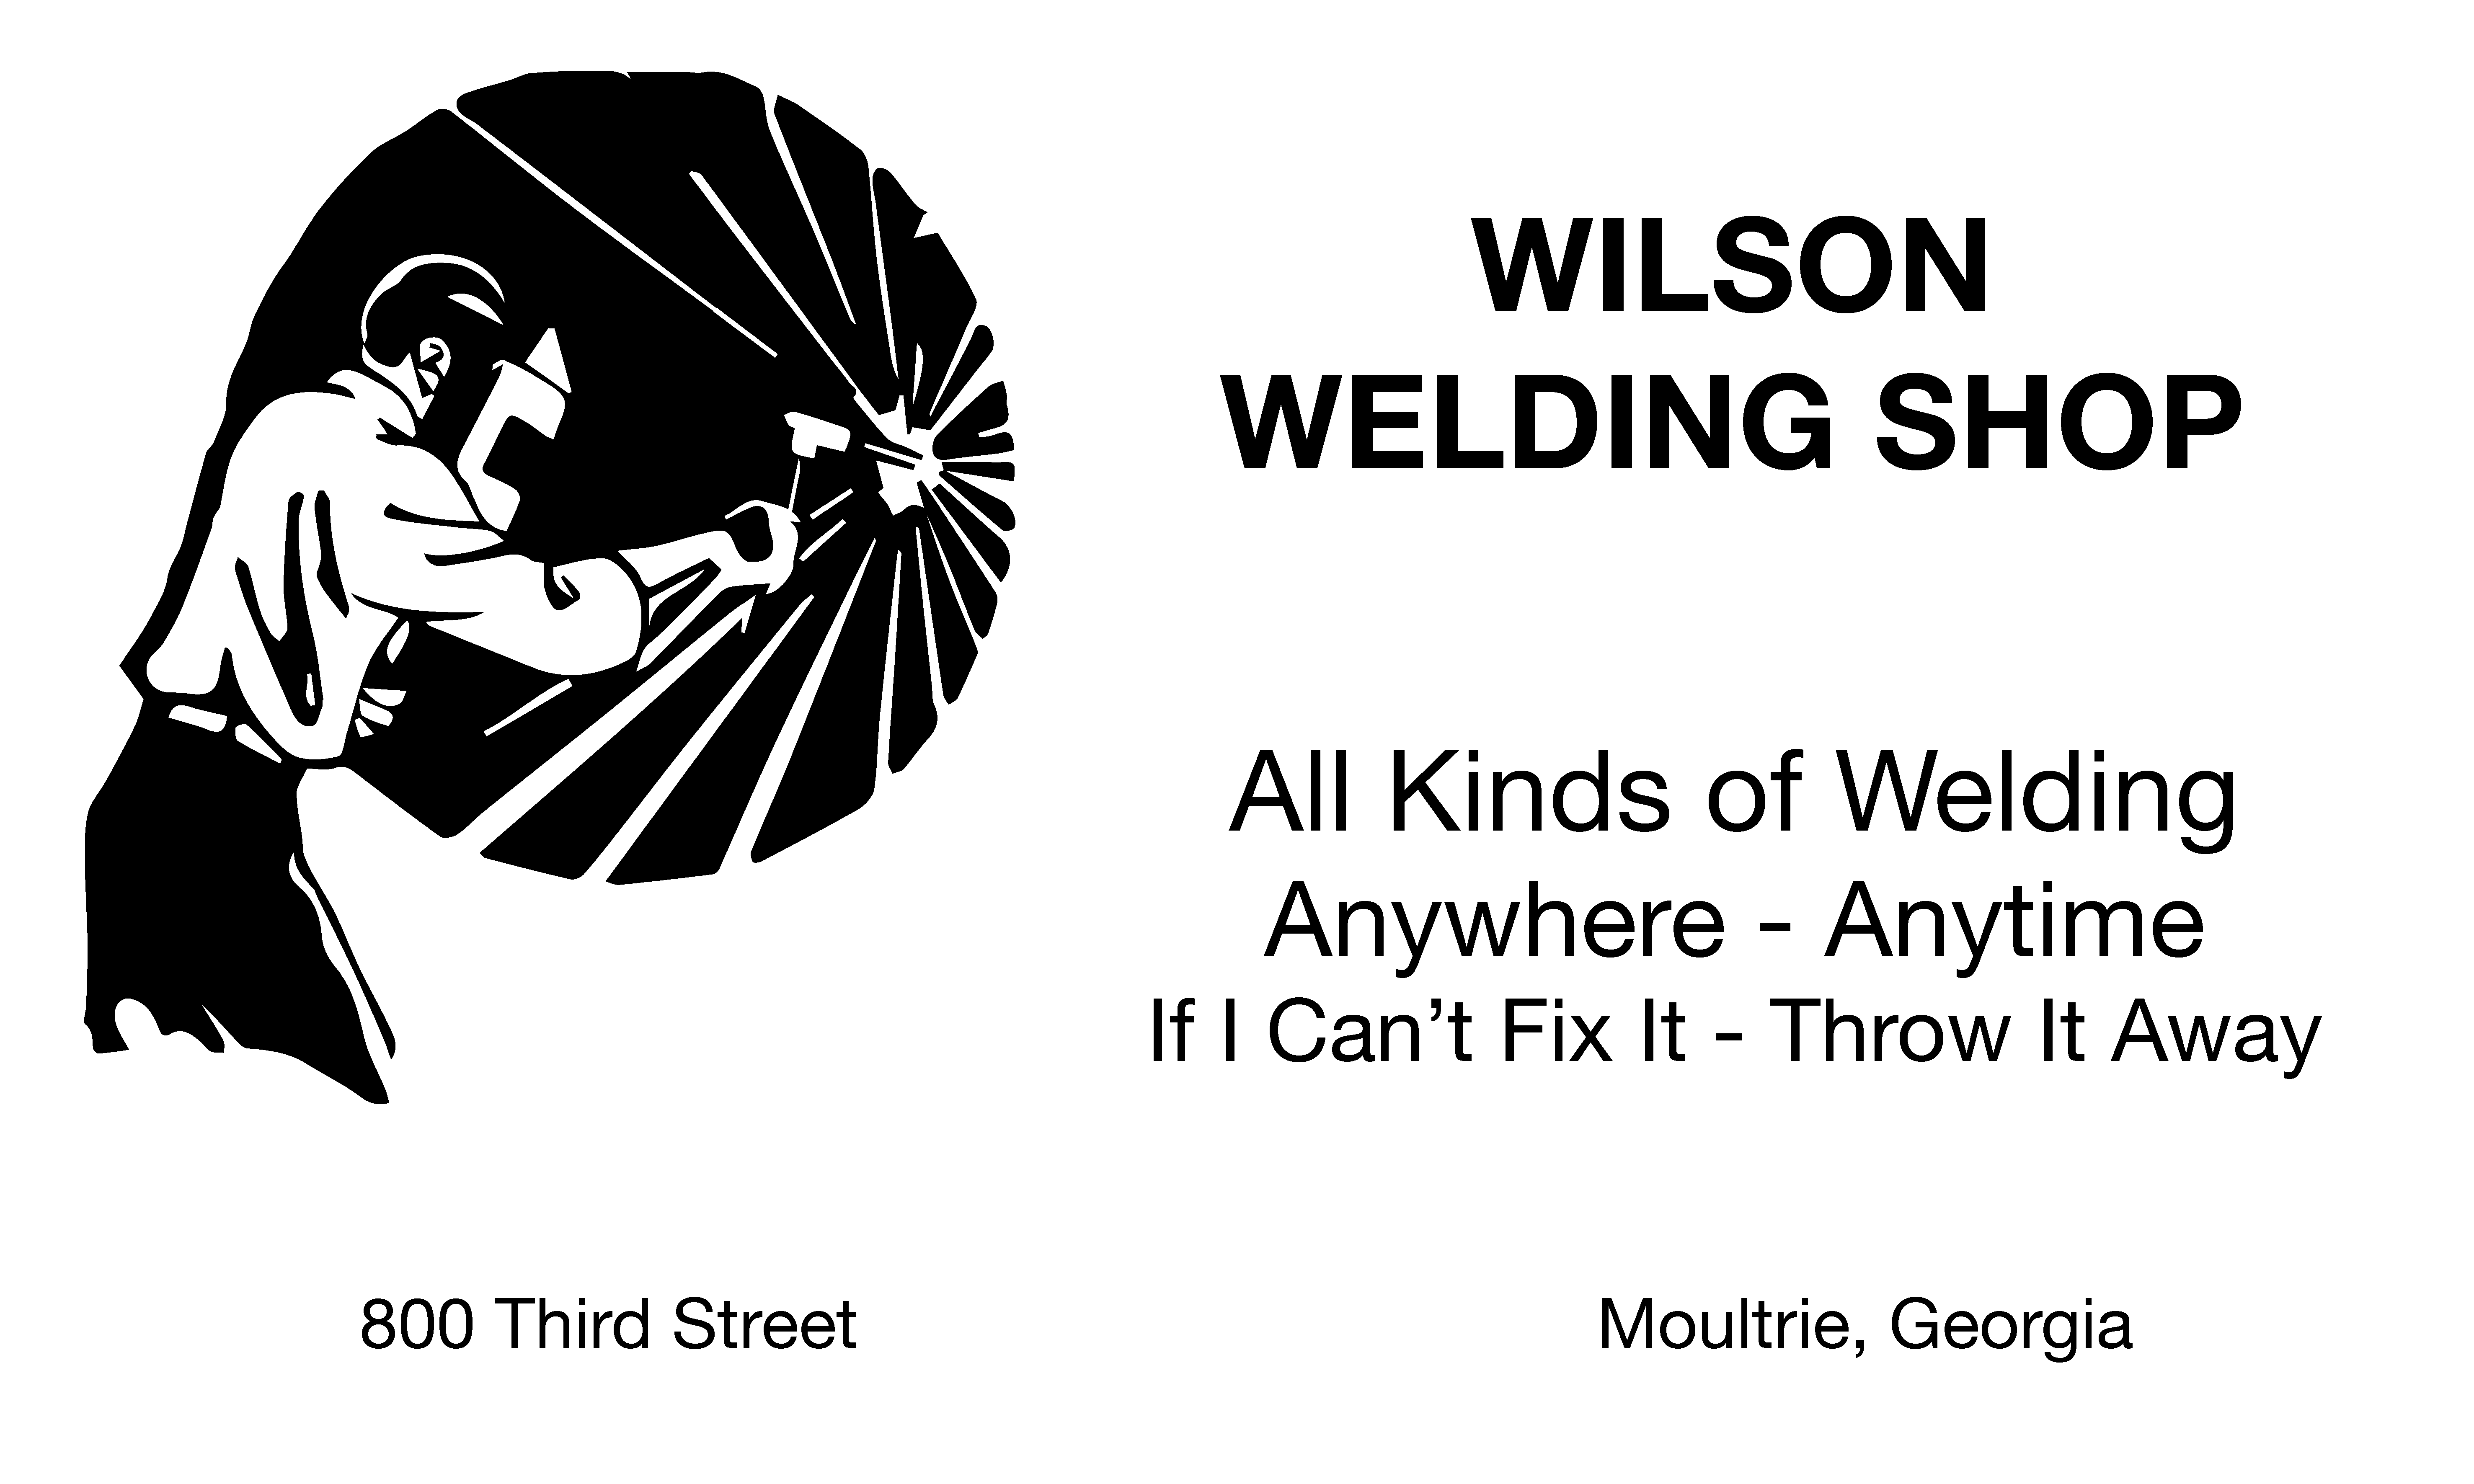 WILSON
WELDING SHOP
All Kinds of Welding
Anywhere - Anytime
If I Can’t Fix It - Throw It Away
800 Third Street
Moultrie, Georgia